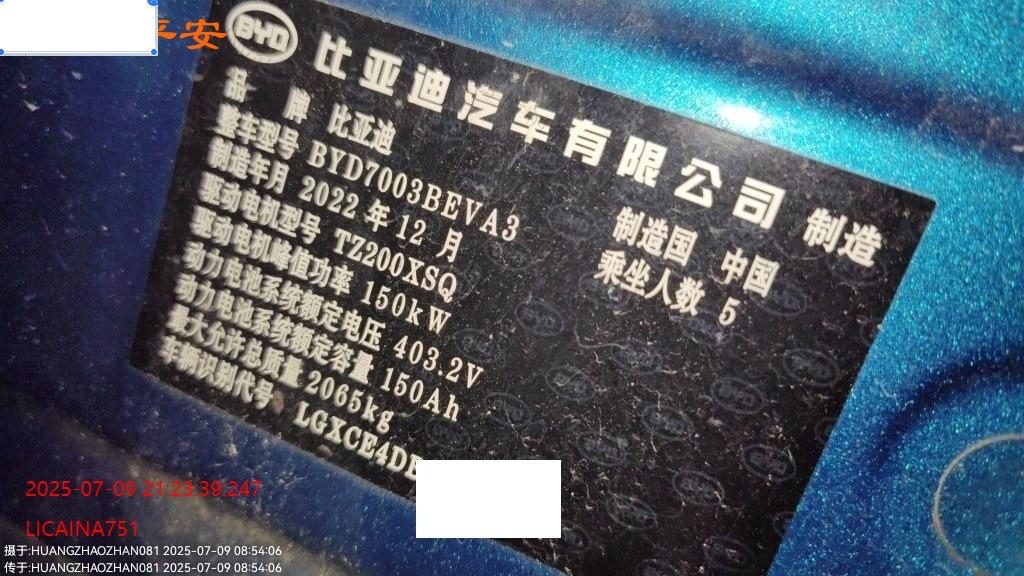 平安
BYD
比亚迪汽车有限公司 制造
品 牌 比亚迪
整车型号 BYD7003BEVA3
制造国 中国
制造年月 2022 年 12 月
乘坐人数 5
驱动电机型号 TZ200XSQ
驱动电机峰值功率 150kW
动力电池系统额定电压 403.2V
动力电池系统额定容量 150Ah
最大允许总质量 2065kg
车辆识别代号 LGXCE4D
2025-07-09 21:23:39.247
LICAINA751
摄于:HUANGZHAOZHAN081 2025-07-09 08:54:06
传于:HUANGZHAOZHAN081 2025-07-09 08:54:06